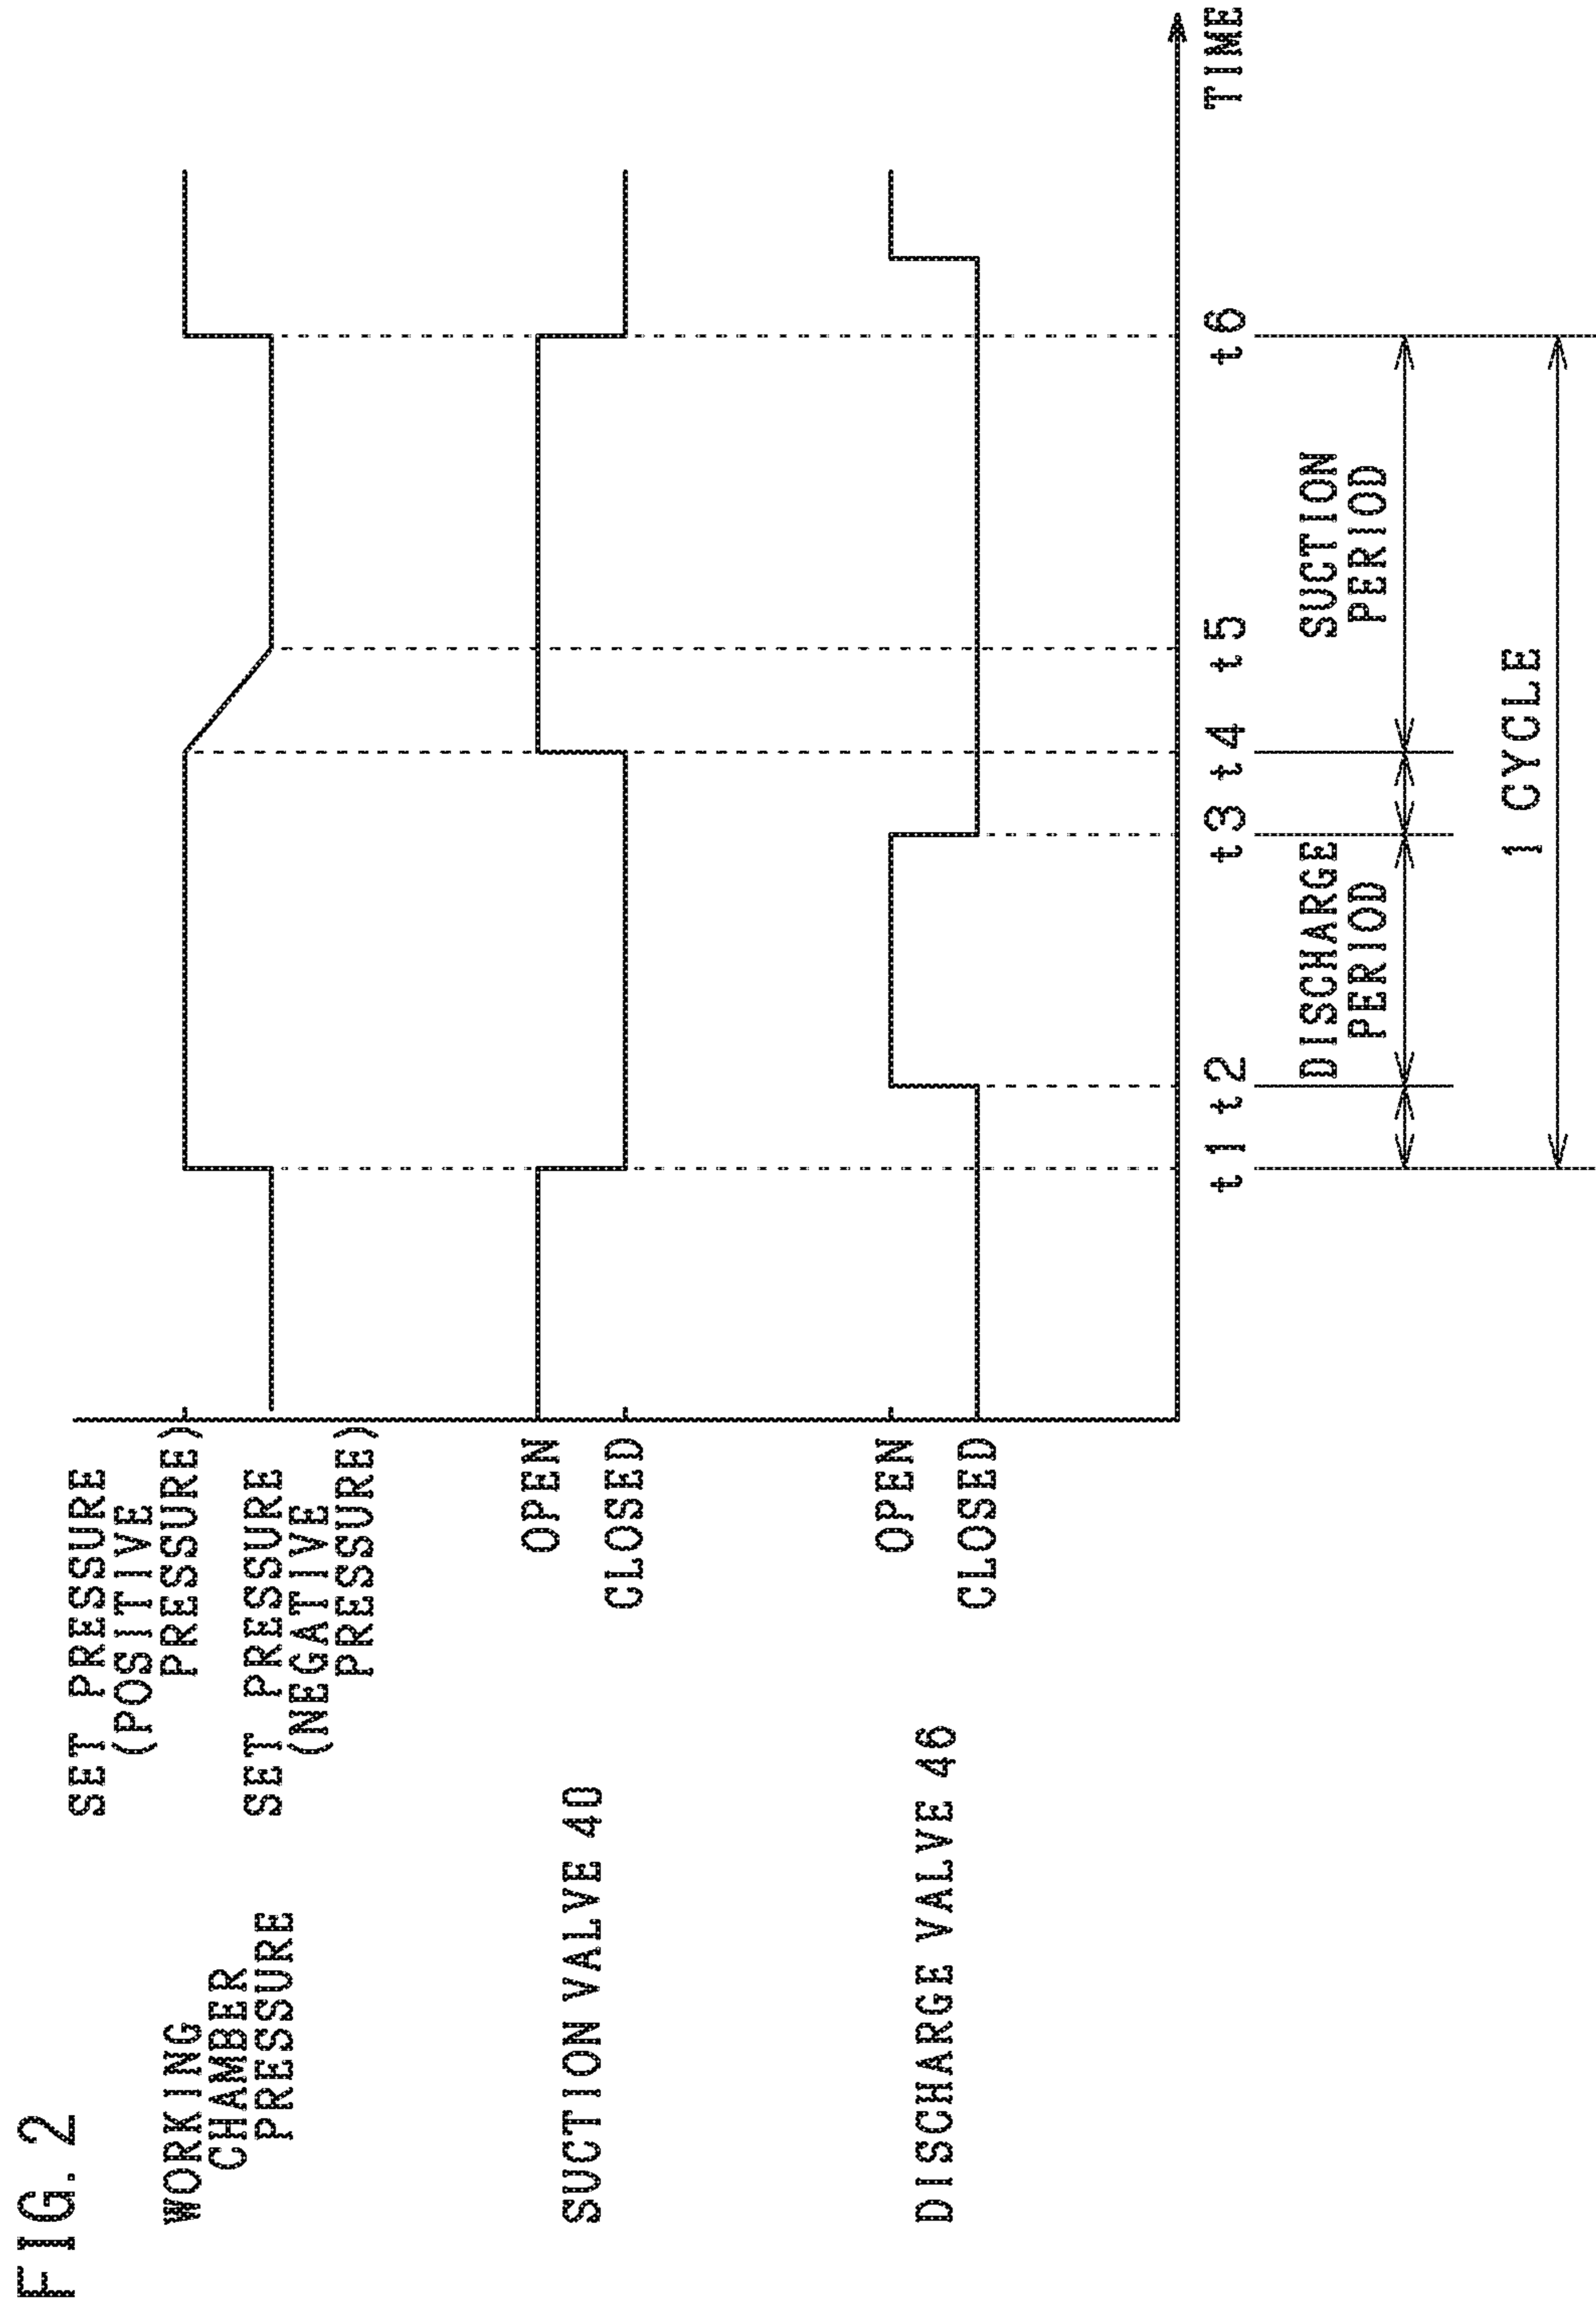 FIG. 2
WORKING
CHAMBER
PRESSURE
SET PRESSURE
(POSITIVE
PRESSURE)
SET PRESSURE
(NEGATIVE
PRESSURE)
SUCTION VALVE 40
OPEN
CLOSED
DISCHARGE VALVE 46
OPEN
CLOSED
t1 t2 t3 t4 t5 t6 TIME
DISCHARGE
PERIOD
SUCTION
PERIOD
1 CYCLE